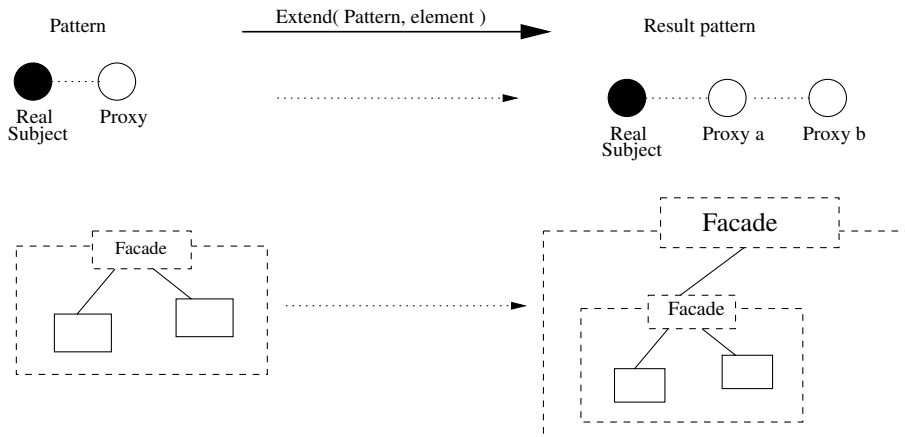 Pattern
Extend( Pattern, element )
Result pattern
Real
Subject
Proxy
Real
Subject
Proxy a
Proxy b
Facade
Facade
Facade